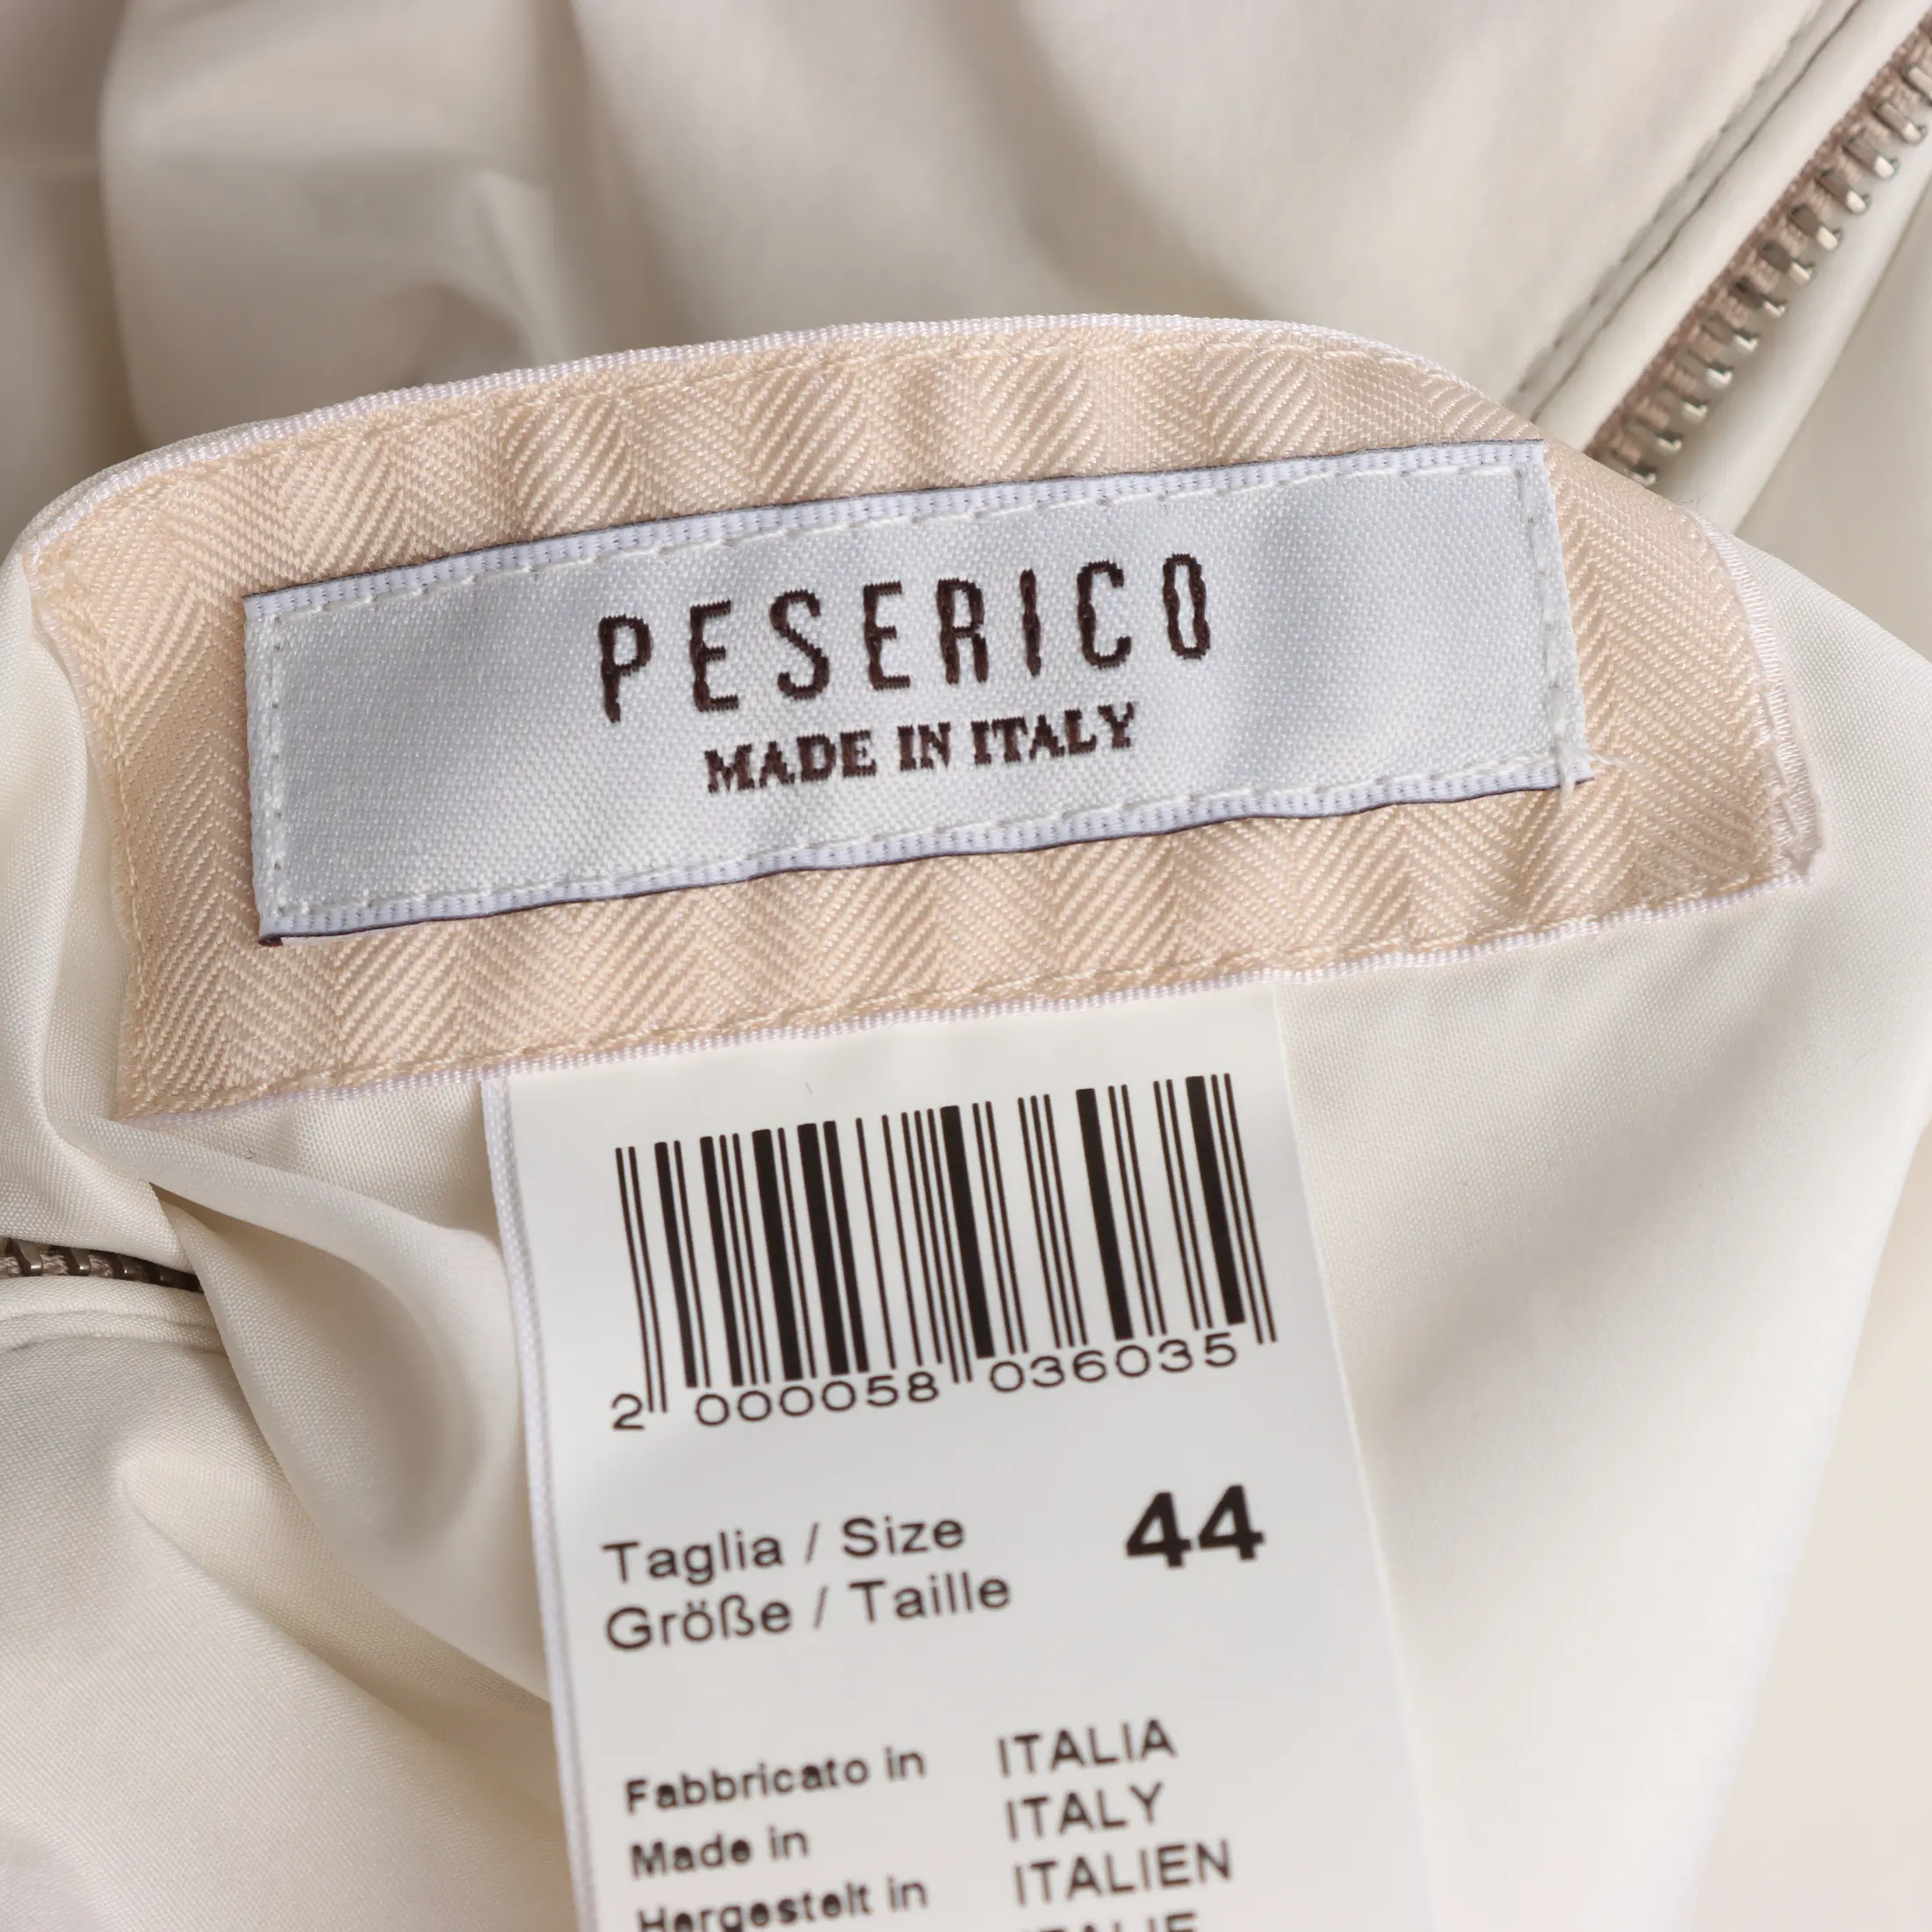 PESERICO
MADE IN ITALY
2 000058 036035
Taglia / Size 44
Größe / Taille
Fabbricato in ITALIA
Made in ITALY
Hergestelt in ITALIEN
ITALIE